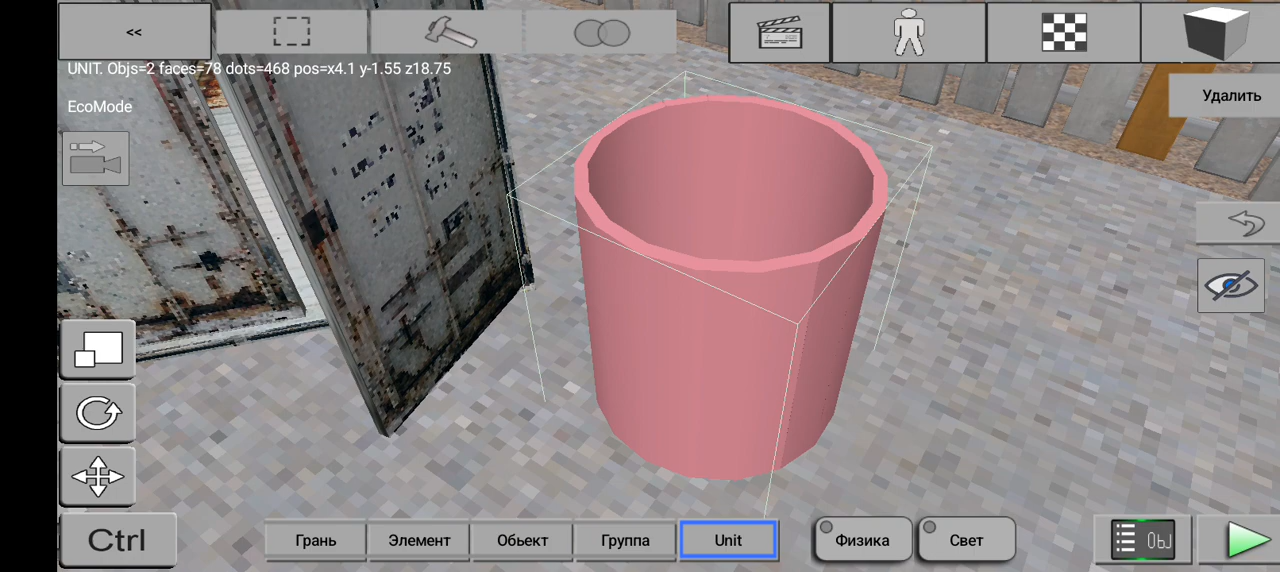 <<
UNIT. Objs=2 faces=78 dots=468 pos=x4.1 y-1.55 z18.75
EcoMode
Удалить
Ctrl
Грань
Элемент
Обьект
Группа
Unit
Физика
Свет
Obj